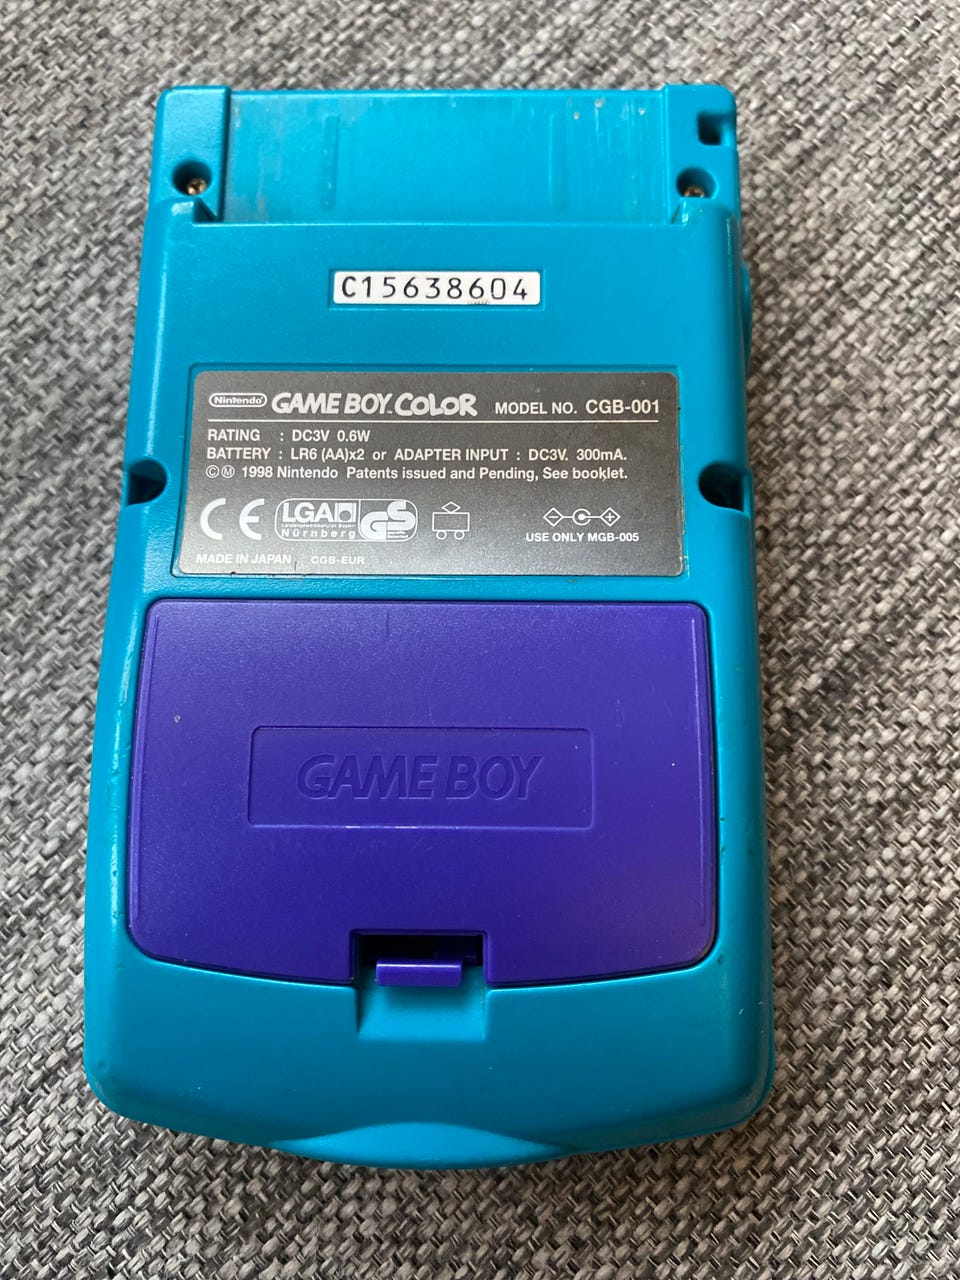 C15638604
Nintendo GAME BOY COLOR MODEL NO. CGB-001
RATING : DC3V 0.6W
BATTERY : LR6 (AA)x2 or ADAPTER INPUT : DC3V. 300mA.
©Ⓜ 1998 Nintendo Patents issued and Pending, See booklet.
CE LGA GS
Landesgewerbeanstalt Bayern
Nürnberg
USE ONLY MGB-005
MADE IN JAPAN CGB-EUR
GAME BOY